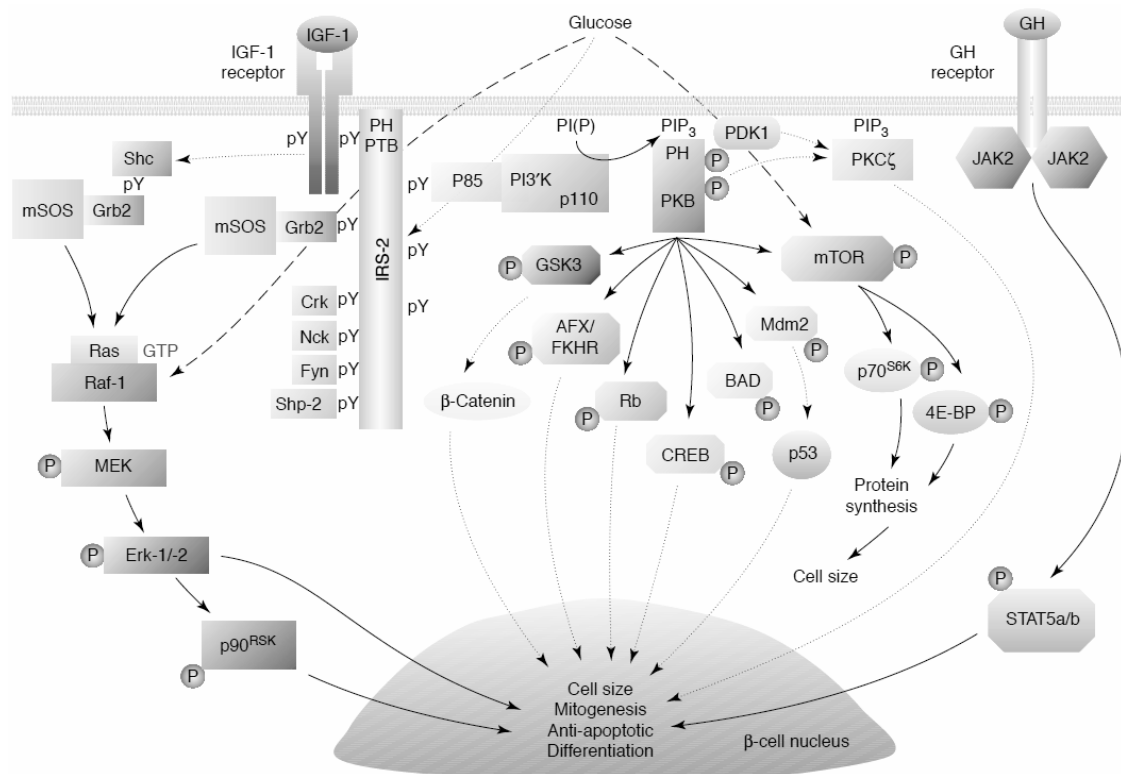 IGF-1
Glucose
GH
IGF-1
receptor
GH
receptor
pY
pY
PH
PTB
PI(P)
PIP3
PDK1
PIP3
Shc
pY
P
PH
PKCζ
JAK2
JAK2
pY
P85
PI3′K
p110
P
PKB
mSOS
Grb2
mSOS
Grb2
pY
IRS-2
pY
P
GSK3
mTOR
P
Crk
pY
pY
Nck
pY
AFX/
FKHR
P
Mdm2
P
Ras
GTP
Raf-1
Fyn
pY
Shp-2
pY
β-Catenin
Rb
P
BAD
P
p70S6K
P
4E-BP
P
P
MEK
CREB
P
p53
Protein
synthesis
P
Erk-1/-2
Cell size
P
STAT5a/b
p90RSK
P
Cell size
Mitogenesis
Anti-apoptotic
Differentiation
β-cell nucleus